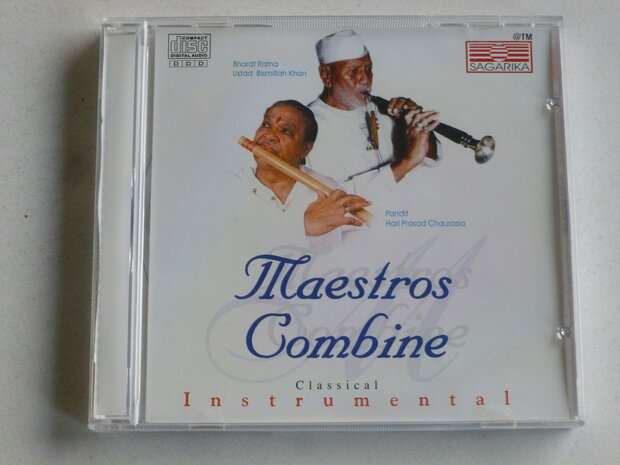 COMPACT
disc
DIGITAL AUDIO
DDD
@TM
SAGARIKA
Bharat Ratna
Ustad Bismillah Khan
Pandit
Hari Prasad Chaurasia
Maestros
Combine
Classical
Instrumental